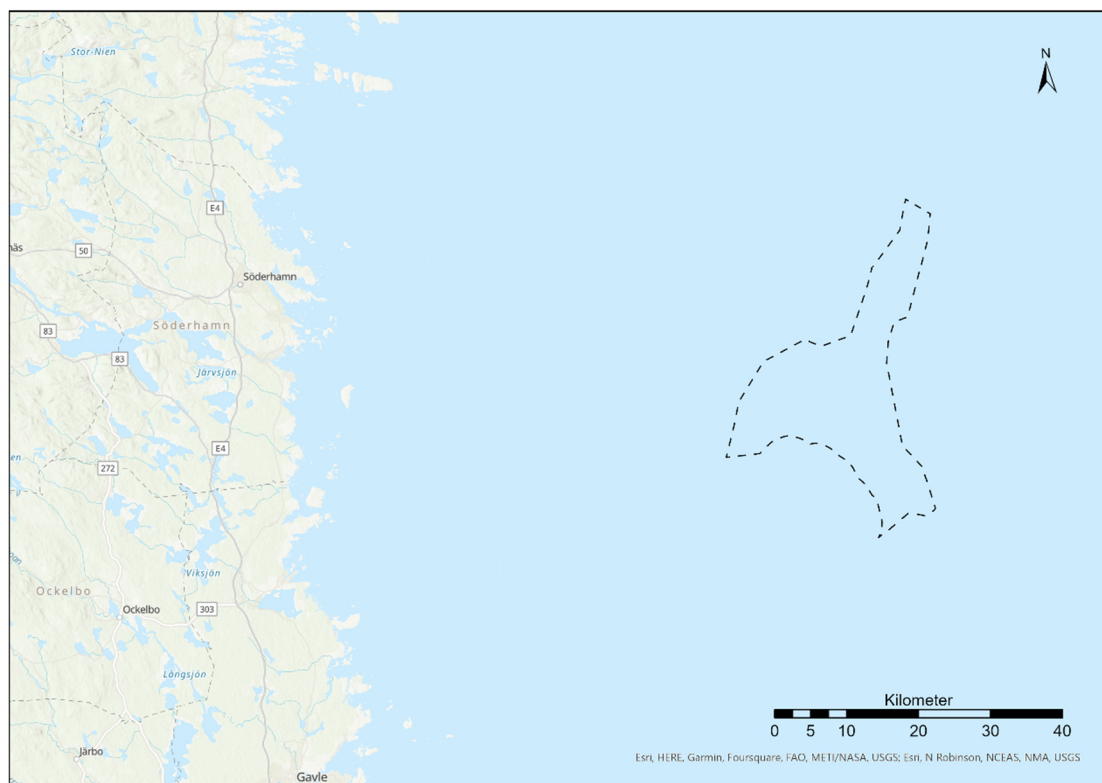 Stor-Nien
N
E4
50
näs
Söderhamn
Söderhamn
83
83
Järvsjön
E4
272
Viksjön
Ockelbo
303
Ockelbo
Långsjön
Kilometer
0 5 10 20 30 40
Järbo
Esri, HERE, Garmin, Foursquare, FAO, METI/NASA, USGS; Esri, N Robinson, NCEAS, NMA, USGS
Gavle